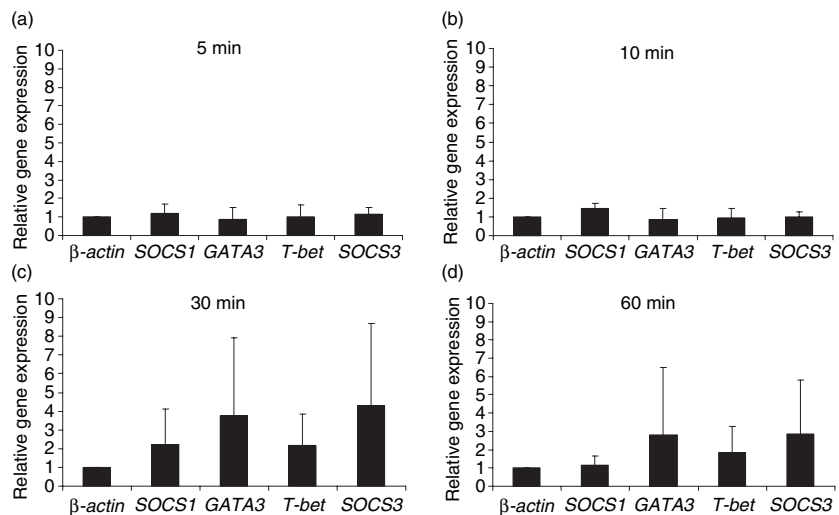 (a)
5 min
Relative gene expression
10
9
8
7
6
5
4
3
2
1
0
β-actin SOCS1 GATA3 T-bet SOCS3
(b)
10 min
Relative gene expression
10
9
8
7
6
5
4
3
2
1
0
β-actin SOCS1 GATA3 T-bet SOCS3
(c)
30 min
Relative gene expression
10
9
8
7
6
5
4
3
2
1
0
β-actin SOCS1 GATA3 T-bet SOCS3
(d)
60 min
Relative gene expression
10
9
8
7
6
5
4
3
2
1
0
β-actin SOCS1 GATA3 T-bet SOCS3